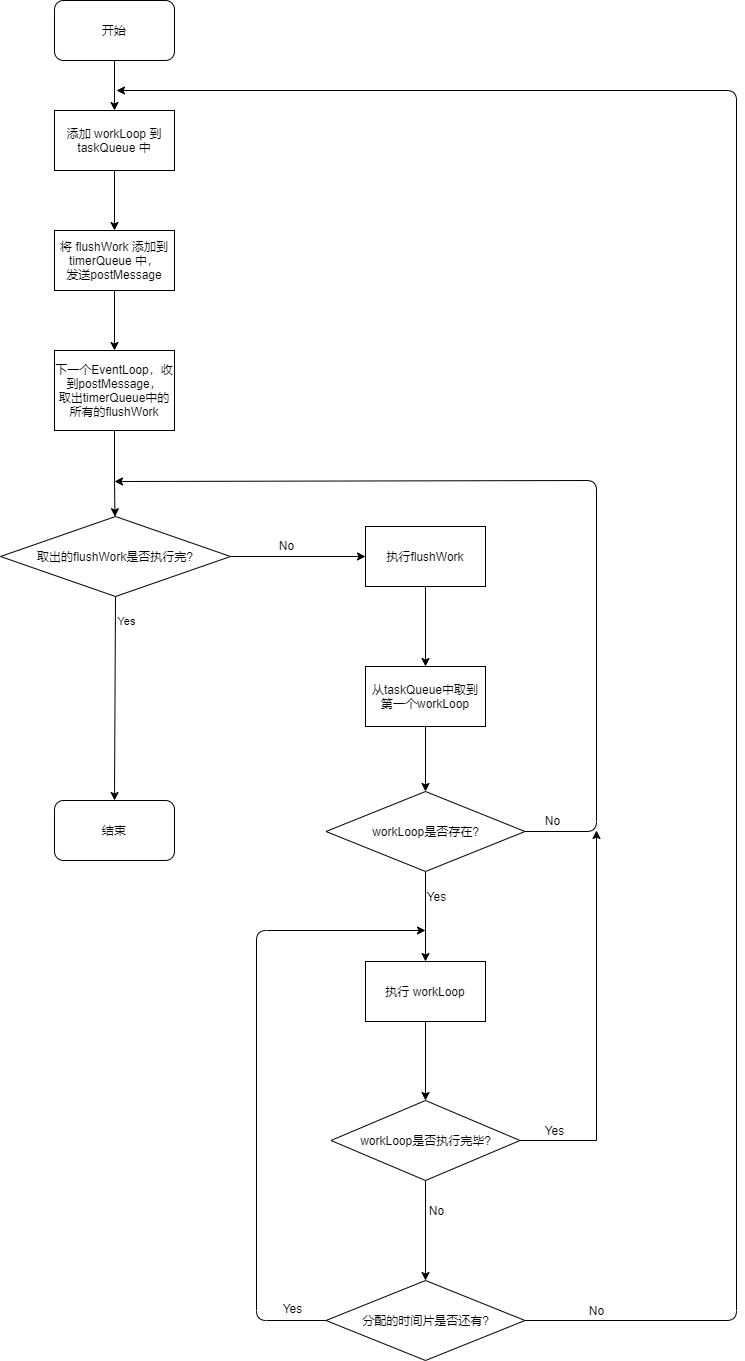 开始
添加 workLoop 到
taskQueue 中
将 flushWork 添加到
timerQueue 中，
发送postMessage
下一个EventLoop，收
到postMessage，
取出timerQueue中的
所有的flushWork
取出的flushWork是否执行完?
No
执行flushWork
Yes
从taskQueue中取到
第一个workLoop
结束
workLoop是否存在?
No
Yes
执行 workLoop
workLoop是否执行完毕?
Yes
No
Yes
分配的时间片是否还有?
No